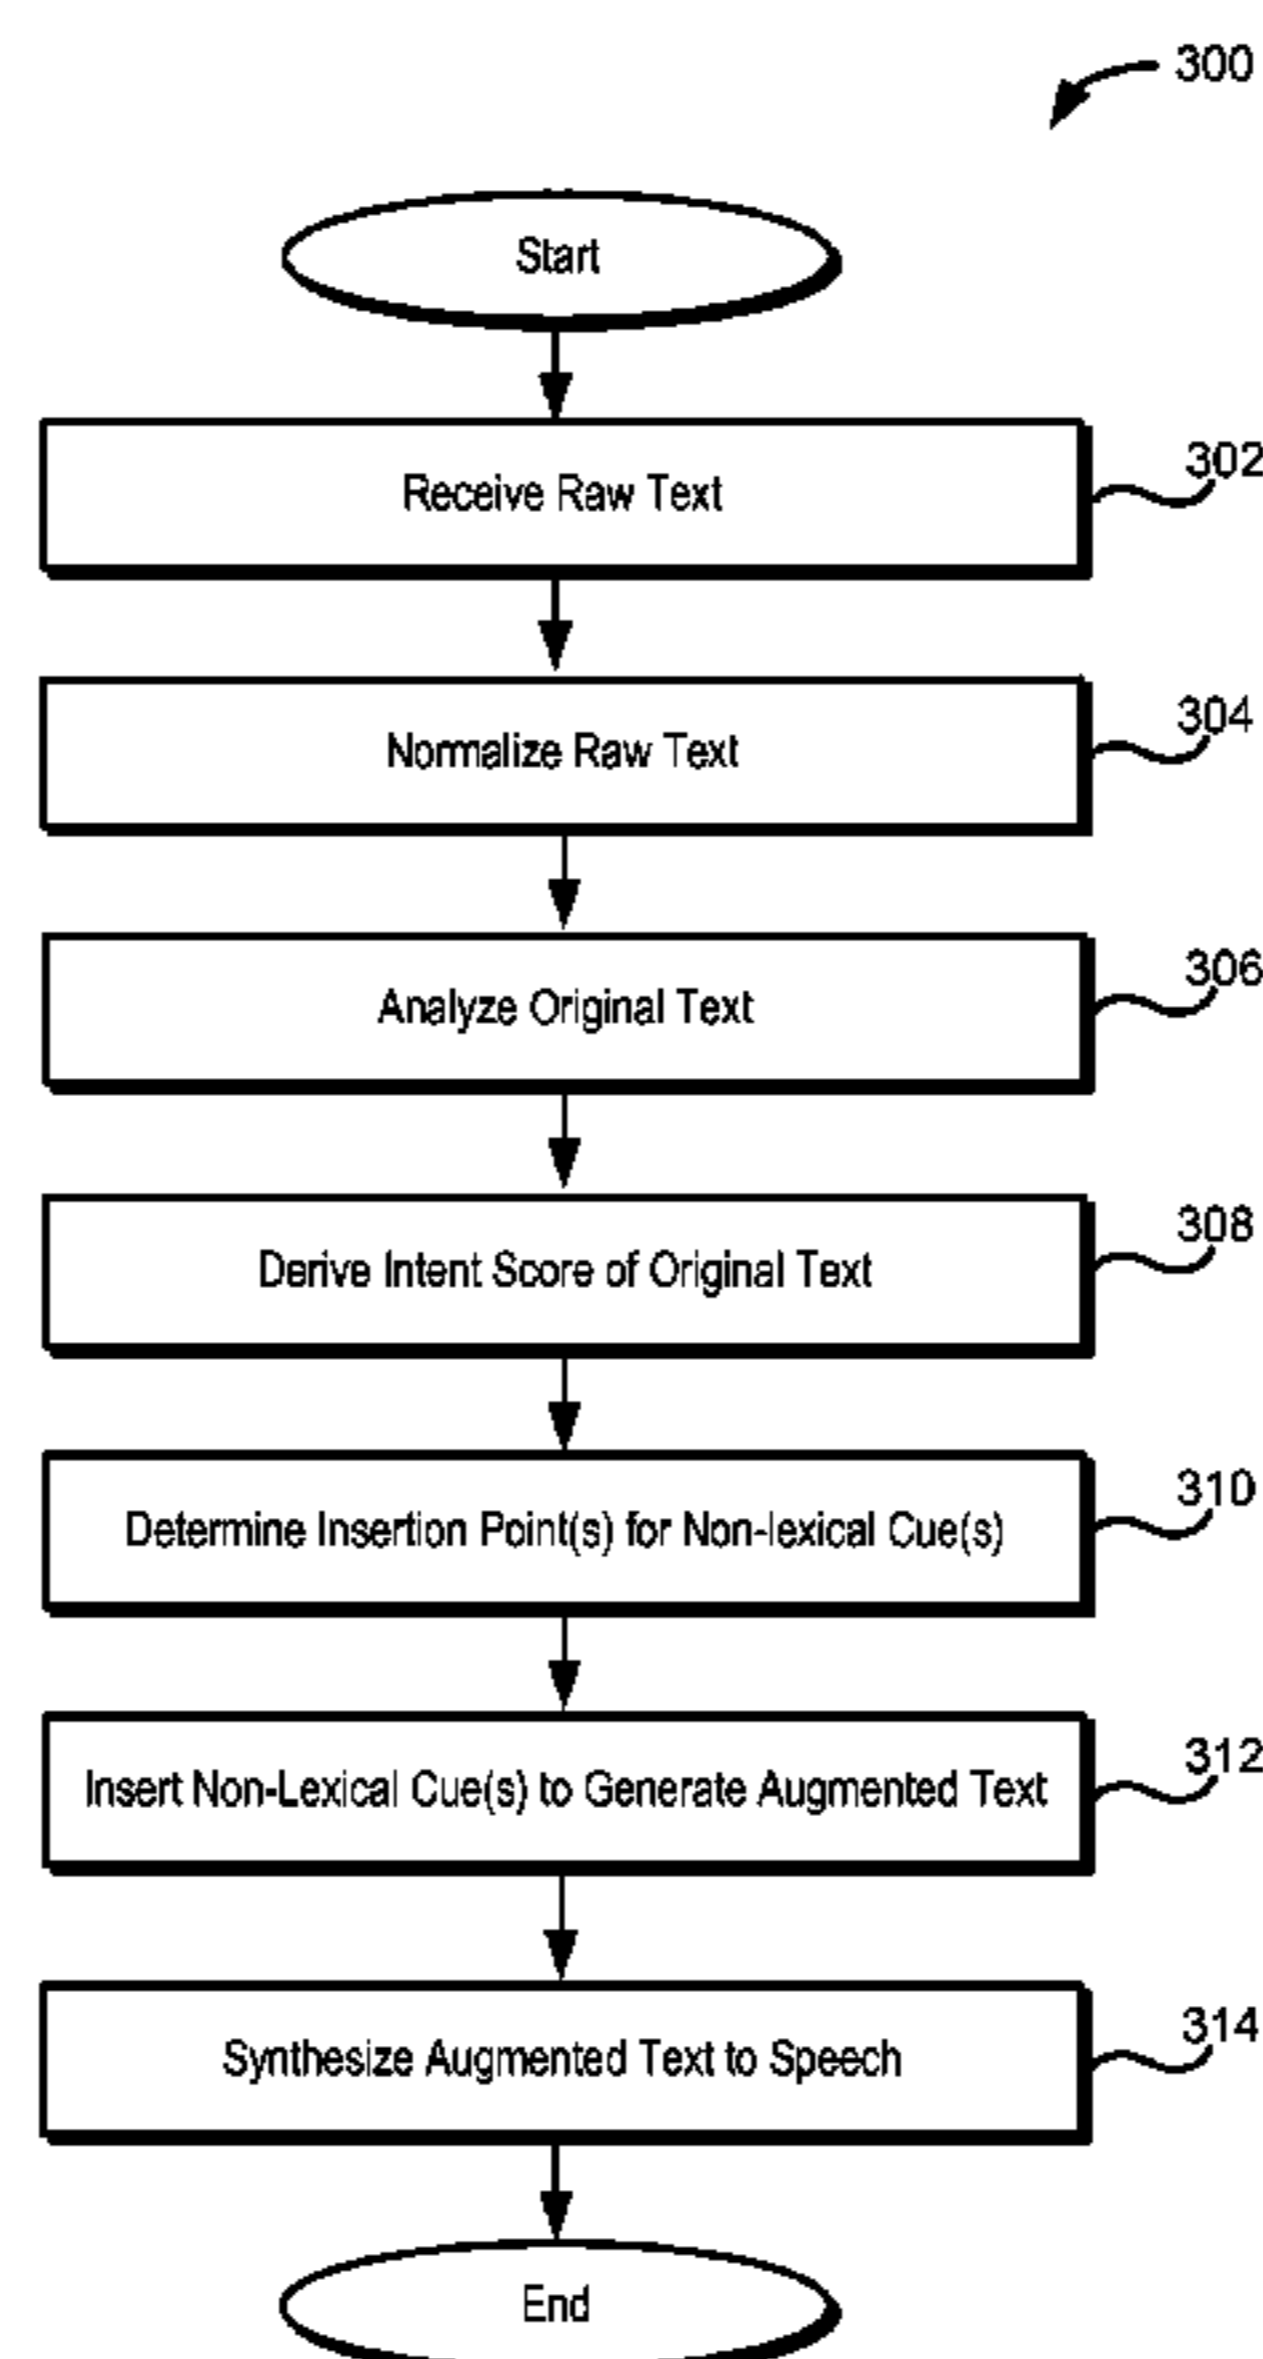 300
Start
Receive Raw Text
302
Normalize Raw Text
304
Analyze Original Text
306
Derive Intent Score of Original Text
308
Determine Insertion Point(s) for Non-lexical Cue(s)
310
Insert Non-Lexical Cue(s) to Generate Augmented Text
312
Synthesize Augmented Text to Speech
314
End